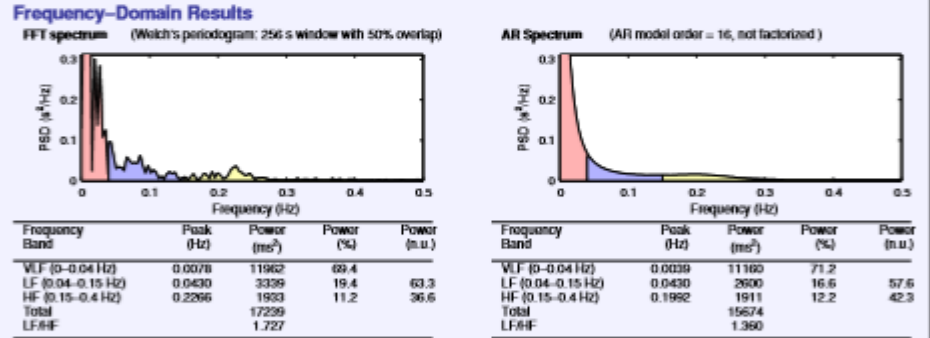 Frequency–Domain Results
FFT spectrum (Welch's periodogram: 256 s window with 50% overlap)
0.3
0.2
0.1
0
PSD (s²/Hz)
0 0.1 0.2 0.3 0.4 0.5
Frequency (Hz)
Frequency Band Peak (Hz) Power (ms²) Power (%) Power (n.u.)
VLF (0–0.04 Hz) 0.0078 11962 69.4
LF (0.04–0.15 Hz) 0.0430 3339 19.4 63.3
HF (0.15–0.4 Hz) 0.2266 1933 11.2 36.6
Total 17239
LF/HF 1.727
AR Spectrum (AR model order = 16, not factorized )
0.3
0.2
0.1
0
PSD (s²/Hz)
0 0.1 0.2 0.3 0.4 0.5
Frequency (Hz)
Frequency Band Peak (Hz) Power (ms²) Power (%) Power (n.u.)
VLF (0–0.04 Hz) 0.0039 11160 71.2
LF (0.04–0.15 Hz) 0.0430 2600 16.6 57.6
HF (0.15–0.4 Hz) 0.1992 1911 12.2 42.3
Total 15674
LF/HF 1.360